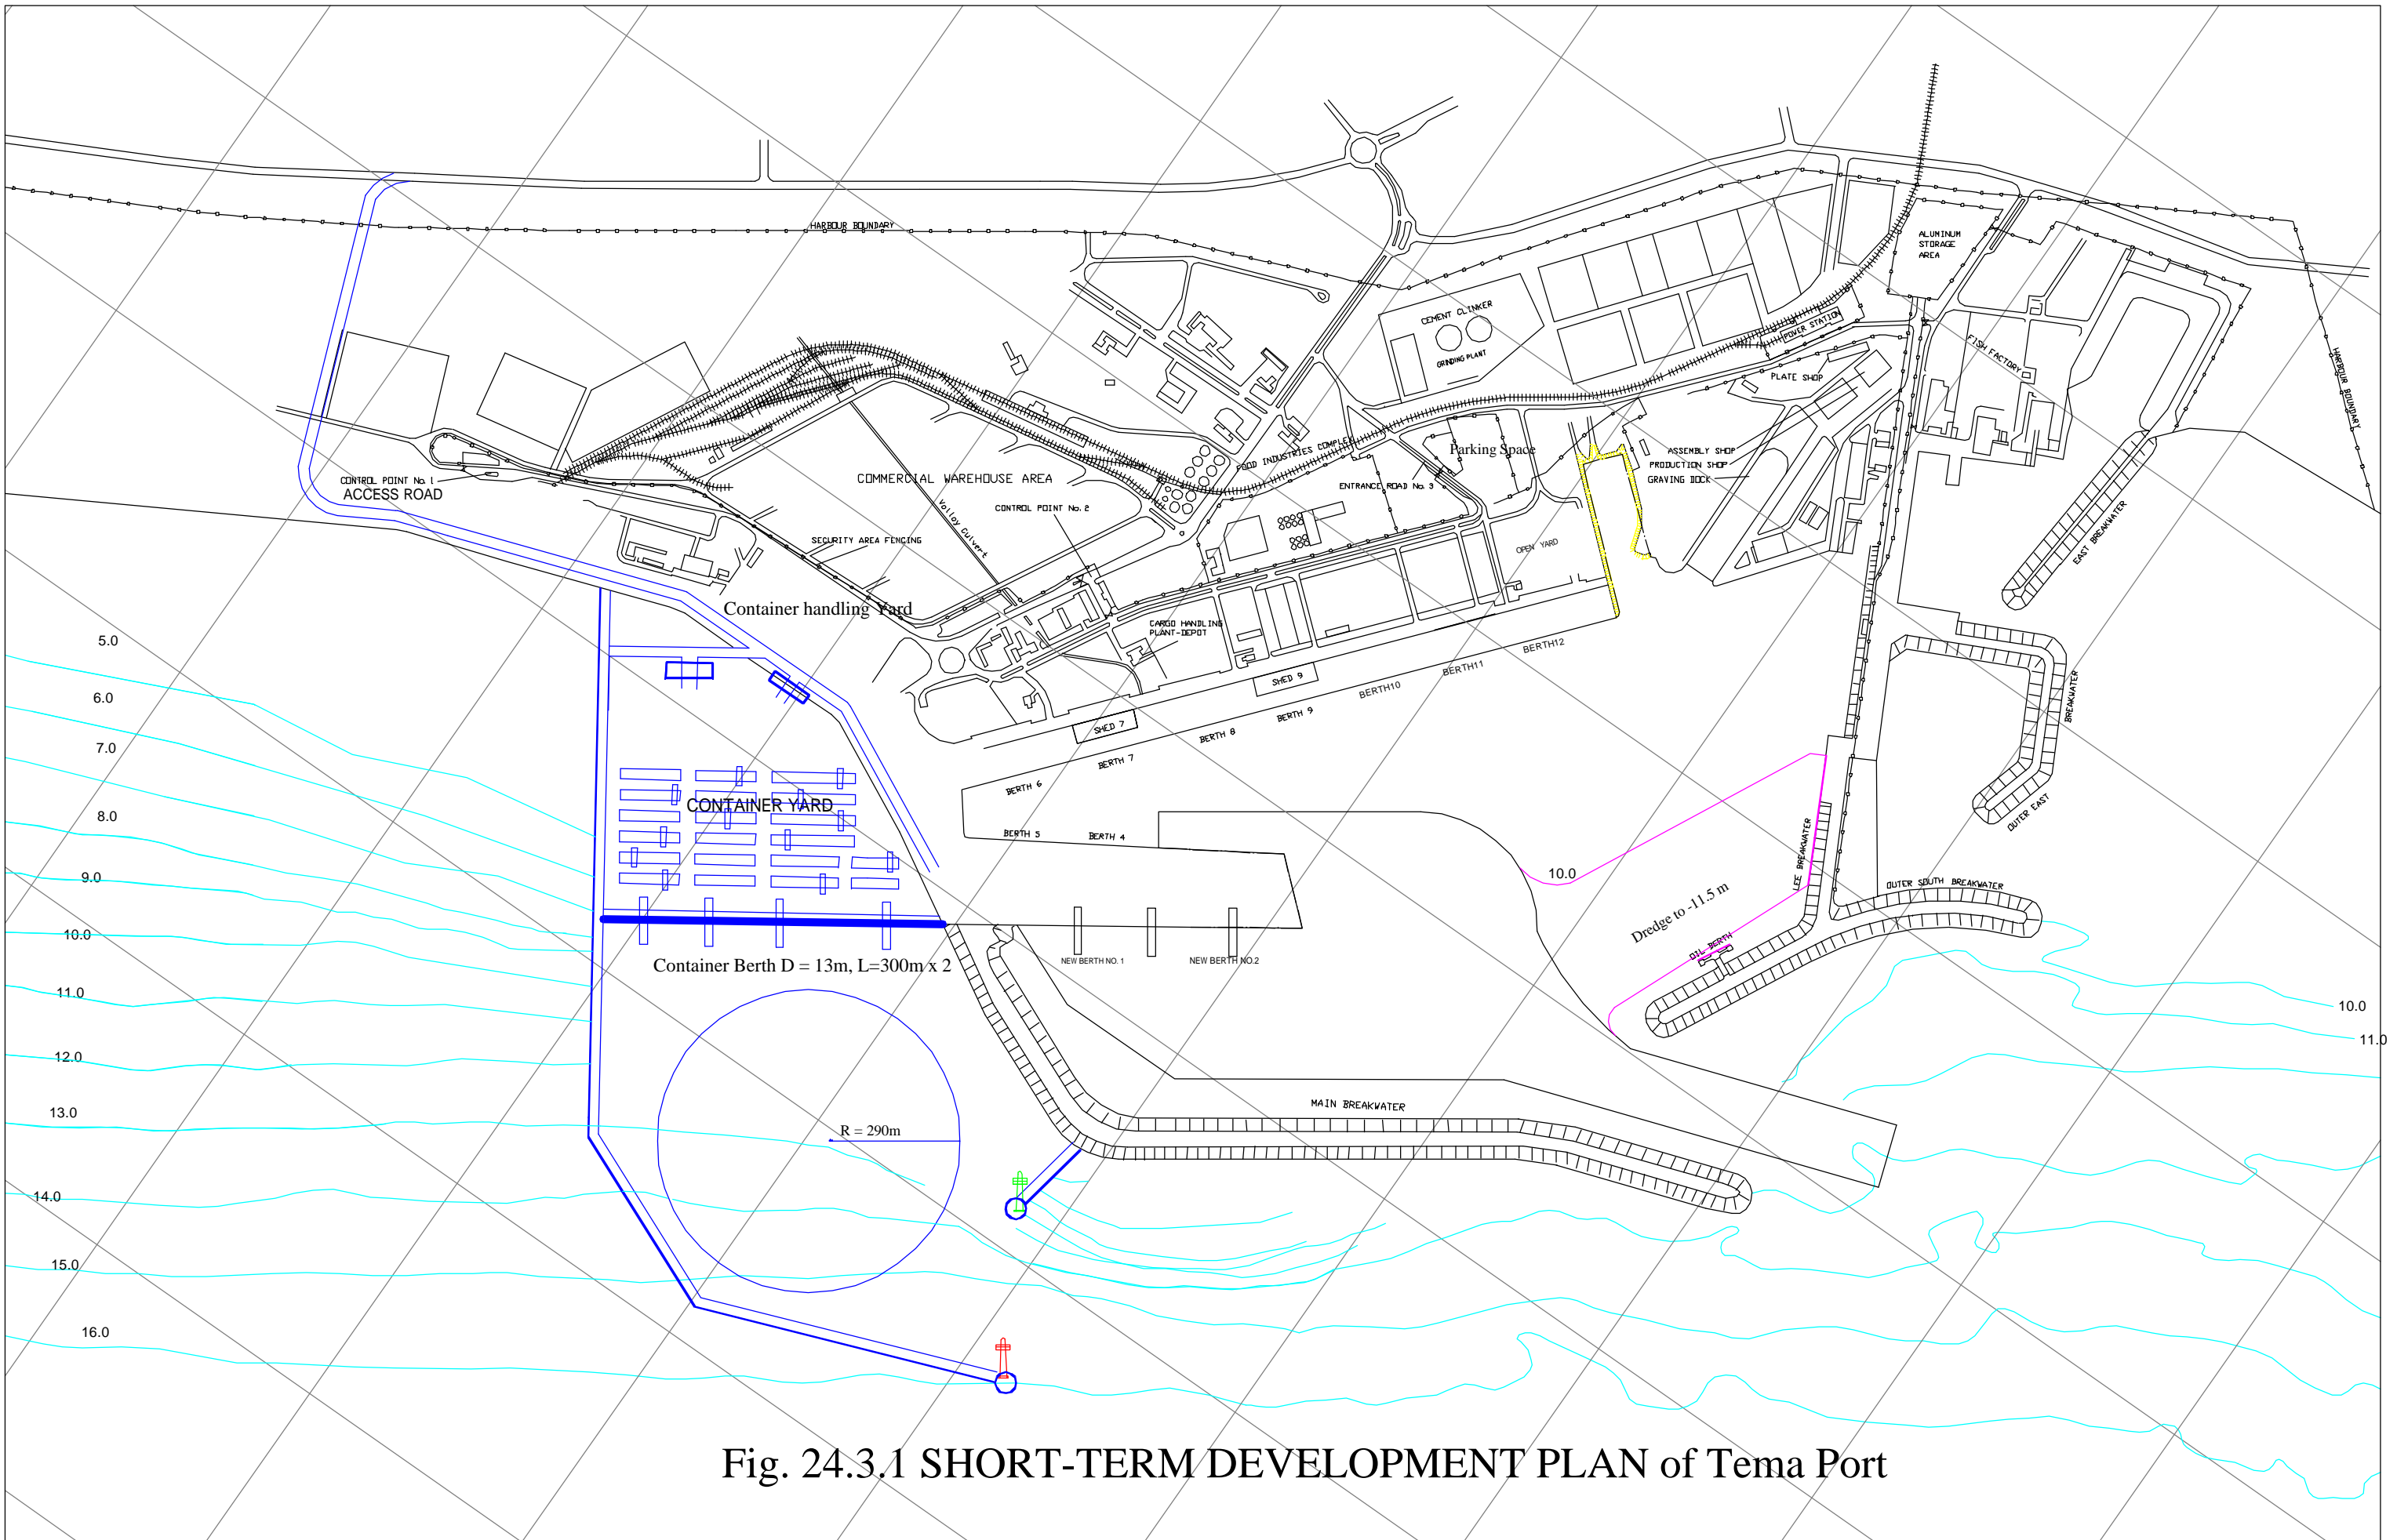 HARBOUR BOUNDARY
ALUMINUM
STORAGE
AREA
CEMENT CLINKER
GRINDING PLANT
POWER STATION
PLATE SHOP
FISH FACTORY
HARBOUR BOUNDARY
FOOD INDUSTRIES COMPLEX
Parking Space
ASSEMBLY SHOP
PRODUCTION SHOP
GRAVING DOCK
ENTRANCE ROAD No. 3
CONTROL POINT No. 1
ACCESS ROAD
COMMERCIAL WAREHOUSE AREA
CONTROL POINT No. 2
Valloy Culvert
SECURITY AREA FENCING
OPEN YARD
EAST BREAKWATER
Container handling Yard
CARGO HANDLING
PLANT-DEPOT
5.0
6.0
7.0
8.0
9.0
10.0
11.0
12.0
13.0
14.0
15.0
16.0
SHED 7
SHED 9
BERTH12
BERTH11
BERTH10
BERTH 9
BERTH 8
BERTH 7
BERTH 6
BERTH 5
BERTH 4
BREAKWATER
OUTER EAST
CONTAINER YARD
LEE BREAKWATER
10.0
OUTER SOUTH BREAKWATER
Dredge to -11.5 m
OIL BERTH
Container Berth D = 13m, L=300m x 2
NEW BERTH NO. 1
NEW BERTH NO.2
10.0
11.0
R = 290m
MAIN BREAKWATER
Fig. 24.3.1 SHORT-TERM DEVELOPMENT PLAN of Tema Port